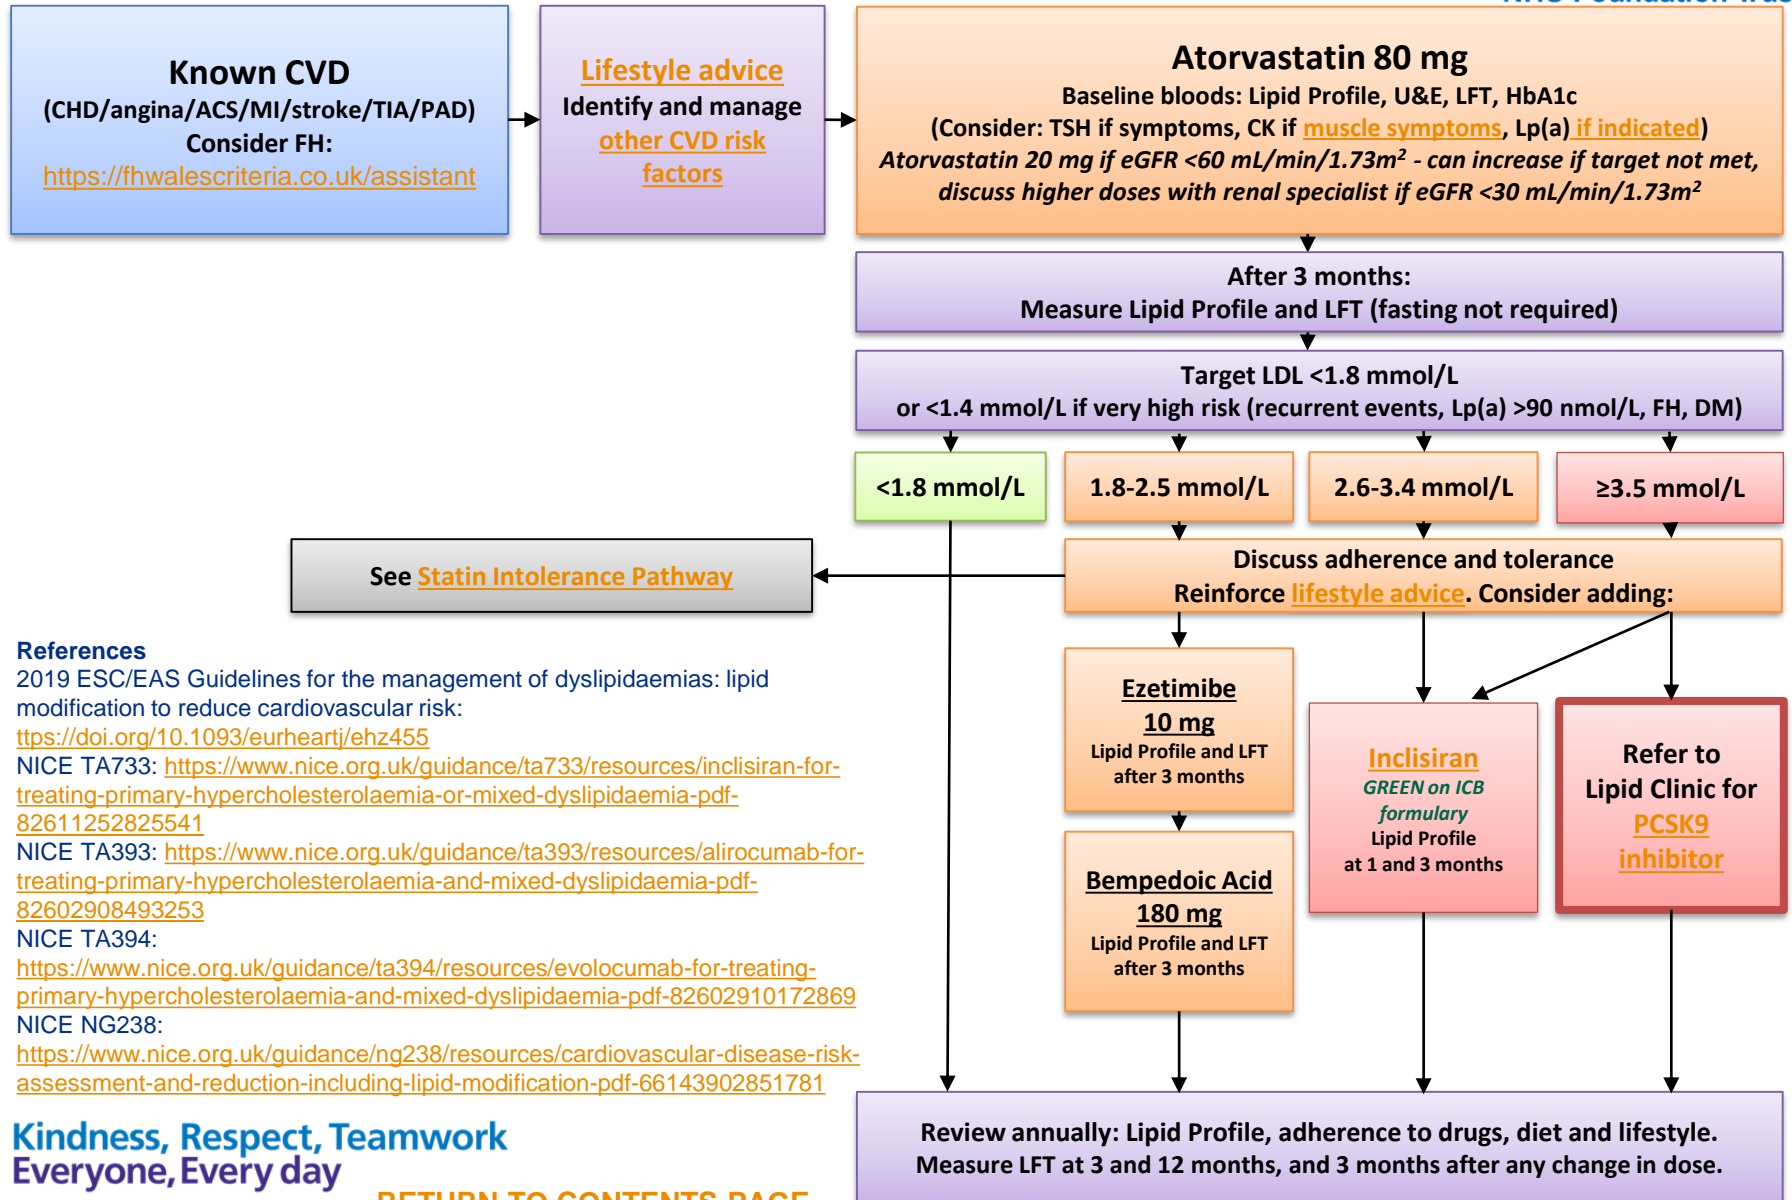 NHS Foundation Trus
Known CVD
(CHD/angina/ACS/MI/stroke/TIA/PAD)
Consider FH:
https://fhwalescriteria.co.uk/assistant
Lifestyle advice
Identify and manage
other CVD risk
factors
Atorvastatin 80 mg
Baseline bloods: Lipid Profile, U&E, LFT, HbA1c
(Consider: TSH if symptoms, CK if muscle symptoms, Lp(a) if indicated)
Atorvastatin 20 mg if eGFR <60 mL/min/1.73m² - can increase if target not met,
discuss higher doses with renal specialist if eGFR <30 mL/min/1.73m²
After 3 months:
Measure Lipid Profile and LFT (fasting not required)
Target LDL <1.8 mmol/L
or <1.4 mmol/L if very high risk (recurrent events, Lp(a) >90 nmol/L, FH, DM)
<1.8 mmol/L
1.8-2.5 mmol/L
2.6-3.4 mmol/L
≥3.5 mmol/L
See Statin Intolerance Pathway
Discuss adherence and tolerance
Reinforce lifestyle advice. Consider adding:
Ezetimibe
10 mg
Lipid Profile and LFT
after 3 months
Bempedoic Acid
180 mg
Lipid Profile and LFT
after 3 months
Inclisiran
GREEN on ICB
formulary
Lipid Profile
at 1 and 3 months
Refer to
Lipid Clinic for
PCSK9
inhibitor
References
2019 ESC/EAS Guidelines for the management of dyslipidaemias: lipid
modification to reduce cardiovascular risk:
ttps://doi.org/10.1093/eurheartj/ehz455
NICE TA733: https://www.nice.org.uk/guidance/ta733/resources/inclisiran-for-
treating-primary-hypercholesterolaemia-or-mixed-dyslipidaemia-pdf-
82611252825541
NICE TA393: https://www.nice.org.uk/guidance/ta393/resources/alirocumab-for-
treating-primary-hypercholesterolaemia-and-mixed-dyslipidaemia-pdf-
82602908493253
NICE TA394:
https://www.nice.org.uk/guidance/ta394/resources/evolocumab-for-treating-
primary-hypercholesterolaemia-and-mixed-dyslipidaemia-pdf-82602910172869
NICE NG238:
https://www.nice.org.uk/guidance/ng238/resources/cardiovascular-disease-risk-
assessment-and-reduction-including-lipid-modification-pdf-66143902851781
Review annually: Lipid Profile, adherence to drugs, diet and lifestyle.
Measure LFT at 3 and 12 months, and 3 months after any change in dose.
Kindness, Respect, Teamwork
Everyone, Every day
RETURN TO CONTENTS PAGE